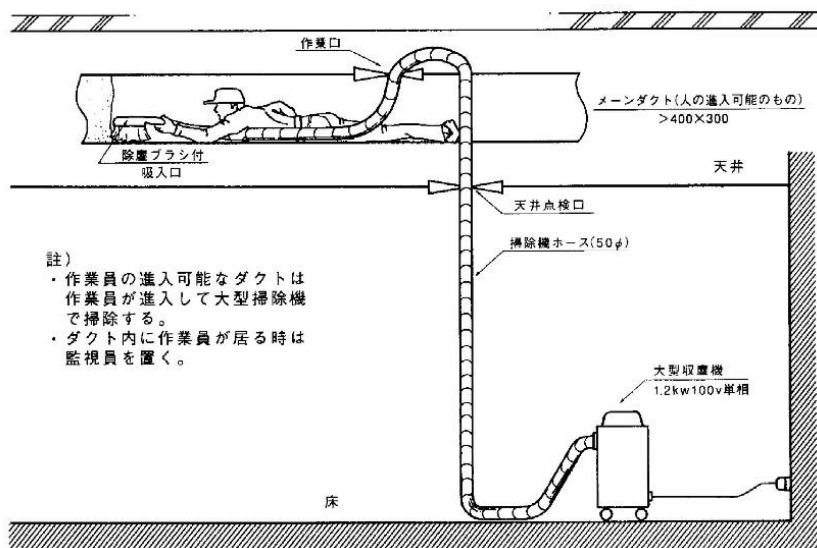 作業口
メーンダクト(人の進入可能のもの)
>400×300
除塵ブラシ付
吸入口
天井
天井点検口
掃除機ホース(50φ)
註)
・作業員の進入可能なダクトは
作業員が進入して大型掃除機
で掃除する。
・ダクト内に作業員が居る時は
監視員を置く。
大型収塵機
1.2kw100v単相
床